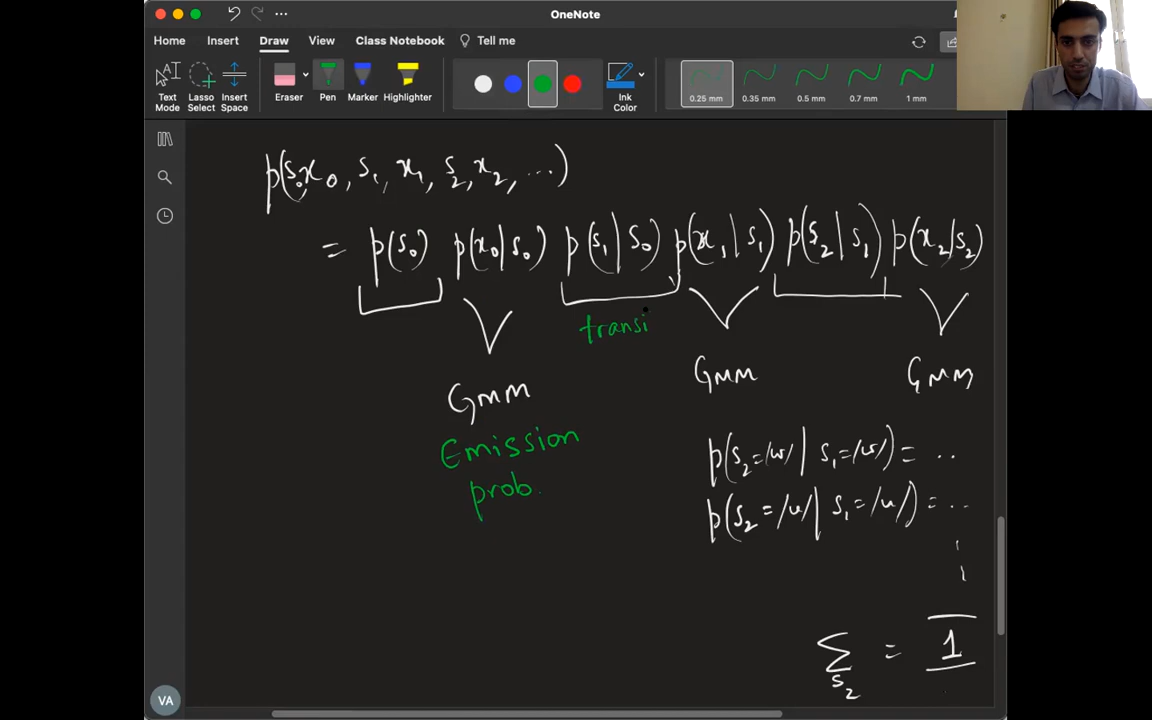 OneNote
Home Insert Draw View Class Notebook Tell me
Text Mode
Lasso Select
Insert Space
Eraser
Pen
Marker
Highlighter
Ink Color
0.25 mm 0.35 mm 0.5 mm 0.7 mm 1 mm
p(s₀, x₀, s₁, x₁, s₂, x₂, ...)
= p(s₀) p(x₀|s₀) p(s₁|s₀) p(x₁|s₁) p(s₂|s₁) p(x₂|s₂)
transi
GMM GMM GMM
Emission
prob.
p(s₂=/w/ | s₁=/w/) = ..
p(s₂ = /u/ | s₁ = /u/) = ..
Σ = 1
s₂
VA